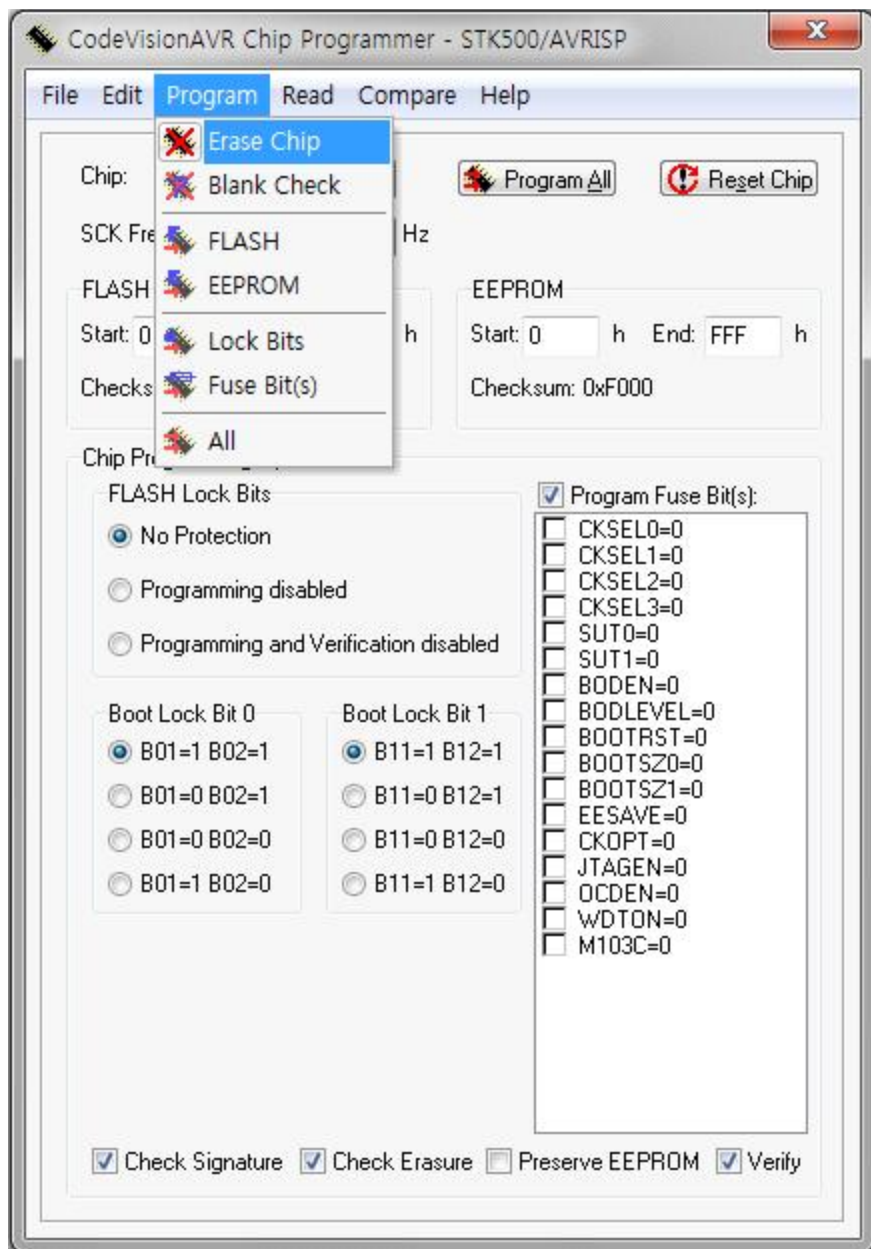 CodeVisionAVR Chip Programmer - STK500/AVRISP
File Edit Program Read Compare Help
Erase Chip
Blank Check
FLASH
EEPROM
Lock Bits
Fuse Bit(s)
All
Chip:
Program All
Reset Chip
SCK Fre
Hz
FLASH
Start: 0
h
Checks
EEPROM
Start: 0 h End: FFF h
Checksum: 0xF000
Chip Pr
FLASH Lock Bits
No Protection
Programming disabled
Programming and Verification disabled
Boot Lock Bit 0
B01=1 B02=1
B01=0 B02=1
B01=0 B02=0
B01=1 B02=0
Boot Lock Bit 1
B11=1 B12=1
B11=0 B12=1
B11=0 B12=0
B11=1 B12=0
Program Fuse Bit(s):
CKSEL0=0
CKSEL1=0
CKSEL2=0
CKSEL3=0
SUT0=0
SUT1=0
BODEN=0
BODLEVEL=0
BOOTRST=0
BOOTSZ0=0
BOOTSZ1=0
EESAVE=0
CKOPT=0
JTAGEN=0
OCDEN=0
WDTON=0
M103C=0
Check Signature Check Erasure Preserve EEPROM Verify